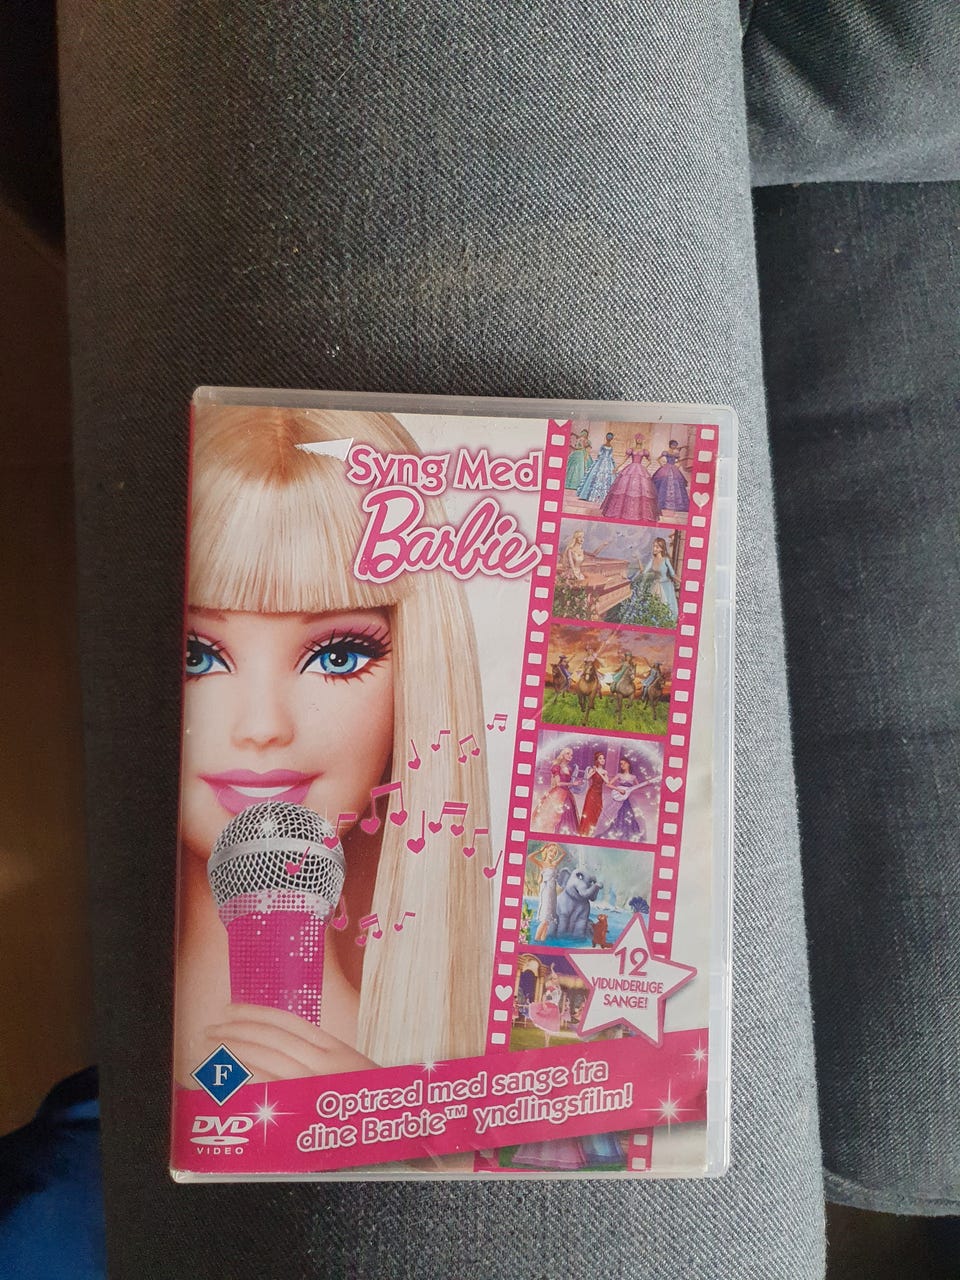 Syng Med
Barbie
12
VIDUNDERLIGE
SANGE!
F
DVD
VIDEO
Optræd med sange fra
dine Barbie™ yndlingsfilm!